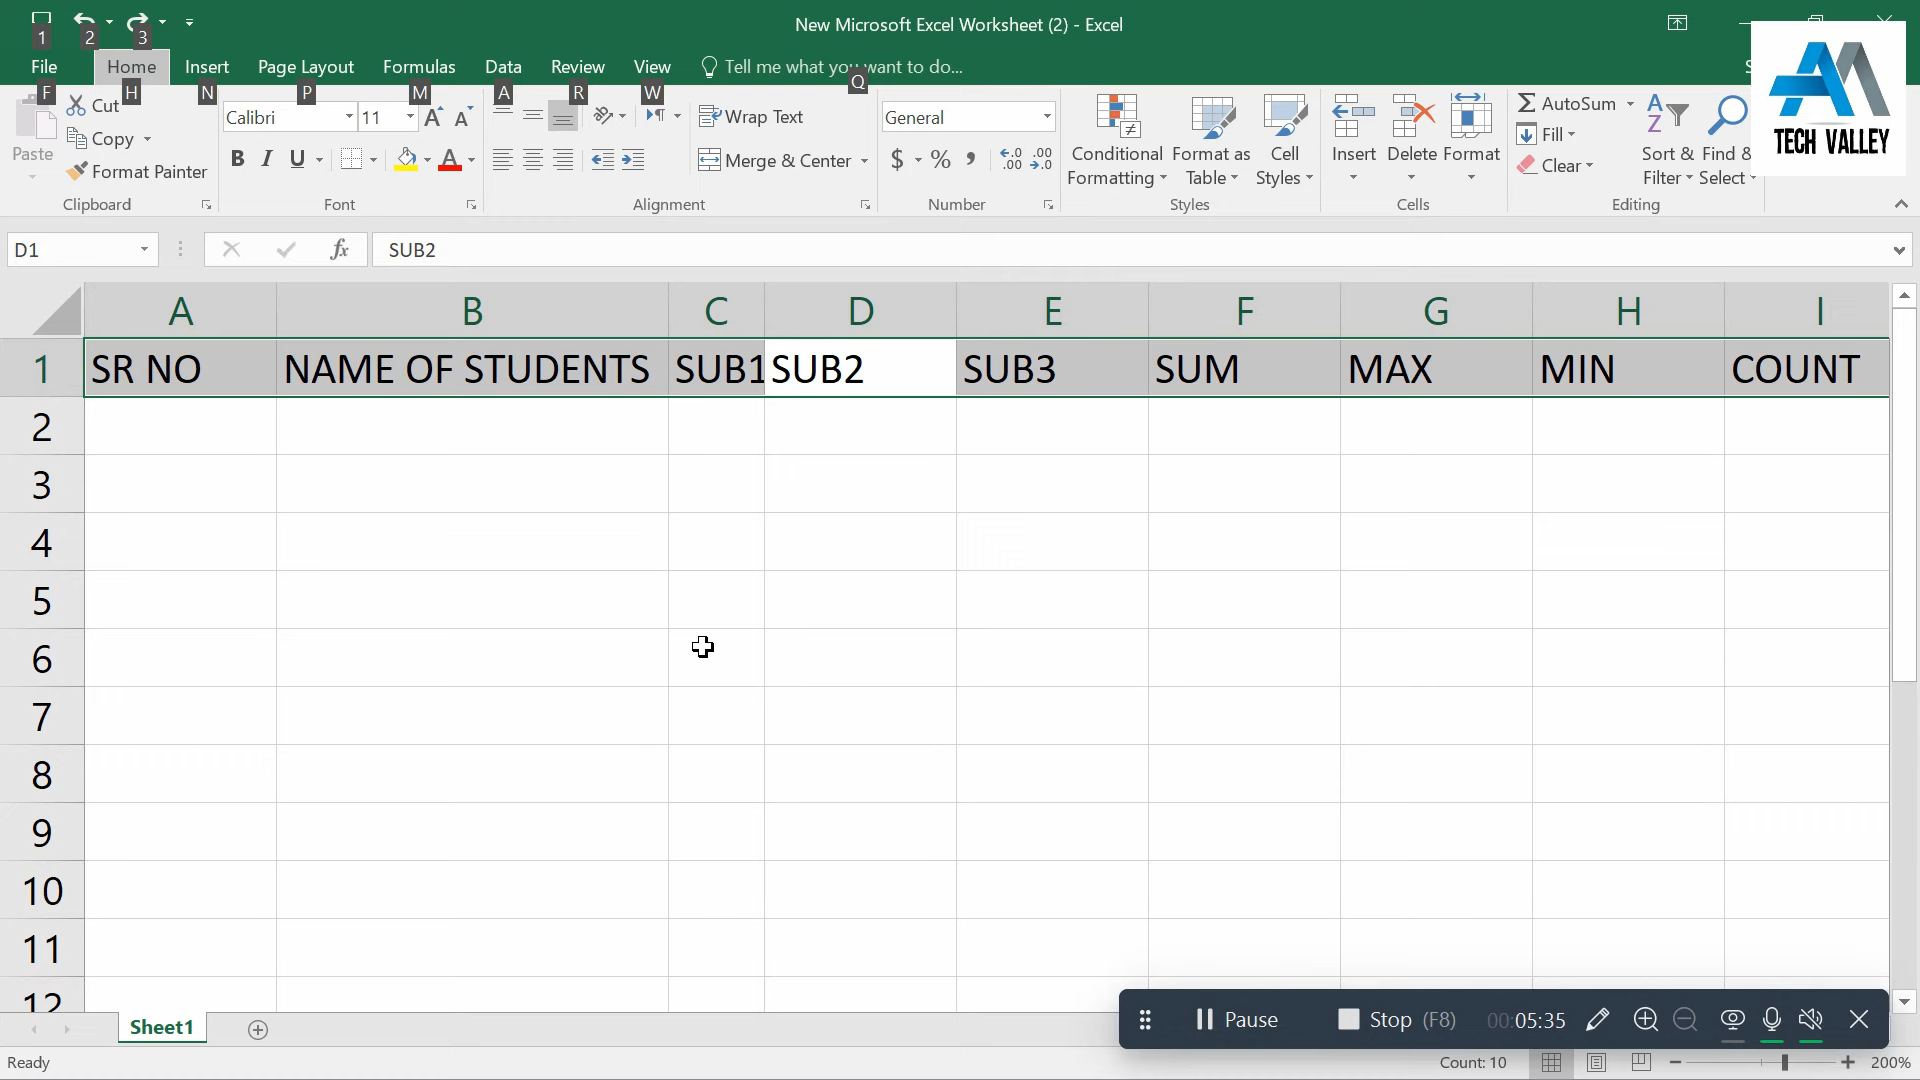 New Microsoft Excel Worksheet (2) - Excel
1 2 3
File Home Insert Page Layout Formulas Data Review View Tell me what you want to do...
F H N P M A R W Q
Paste
Cut
Copy
Format Painter
Clipboard
Calibri 11
B I U
Font
Wrap Text
Merge & Center
Alignment
General
$ % ,
Number
Conditional Formatting
Format as Table
Cell Styles
Styles
Insert Delete Format
Cells
AutoSum
Fill
Clear
Sort & Filter
Find & Select
Editing
TECH VALLEY
D1 fx SUB2
A B C D E F G H I
1 SR NO NAME OF STUDENTS SUB1 SUB2 SUB3 SUM MAX MIN COUNT
2
3
4
5
6
7
8
9
10
11
12
Sheet1
Pause Stop (F8) 00:05:35
Ready Count: 10 200%